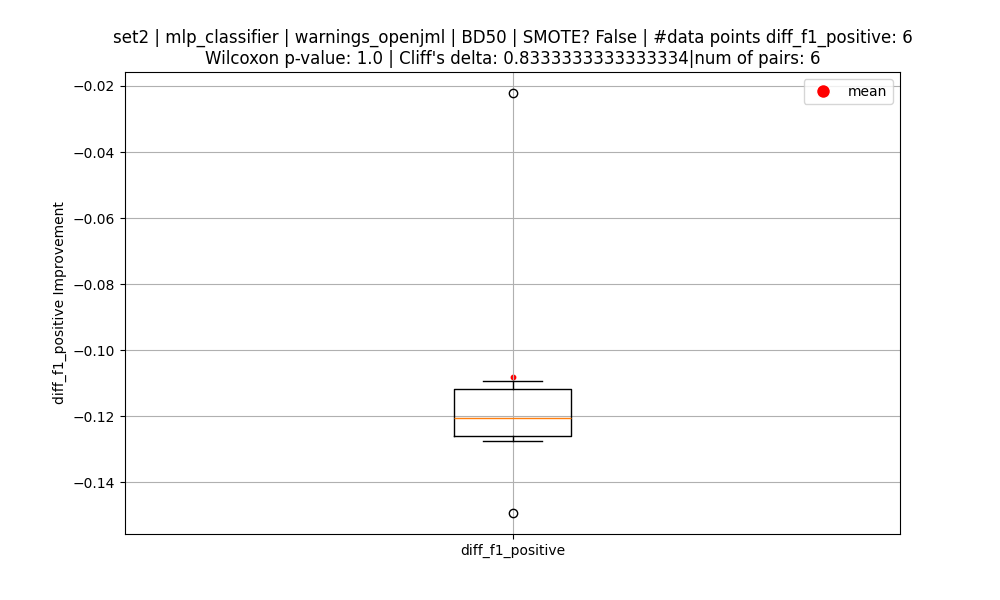 set2 | mlp_classifier | warnings_openjml | BD50 | SMOTE? False | #data points diff_f1_positive: 6
Wilcoxon p-value: 1.0 | Cliff's delta: 0.8333333333333334|num of pairs: 6
mean
−0.02
−0.04
−0.06
−0.08
−0.10
−0.12
−0.14
diff_f1_positive Improvement
diff_f1_positive